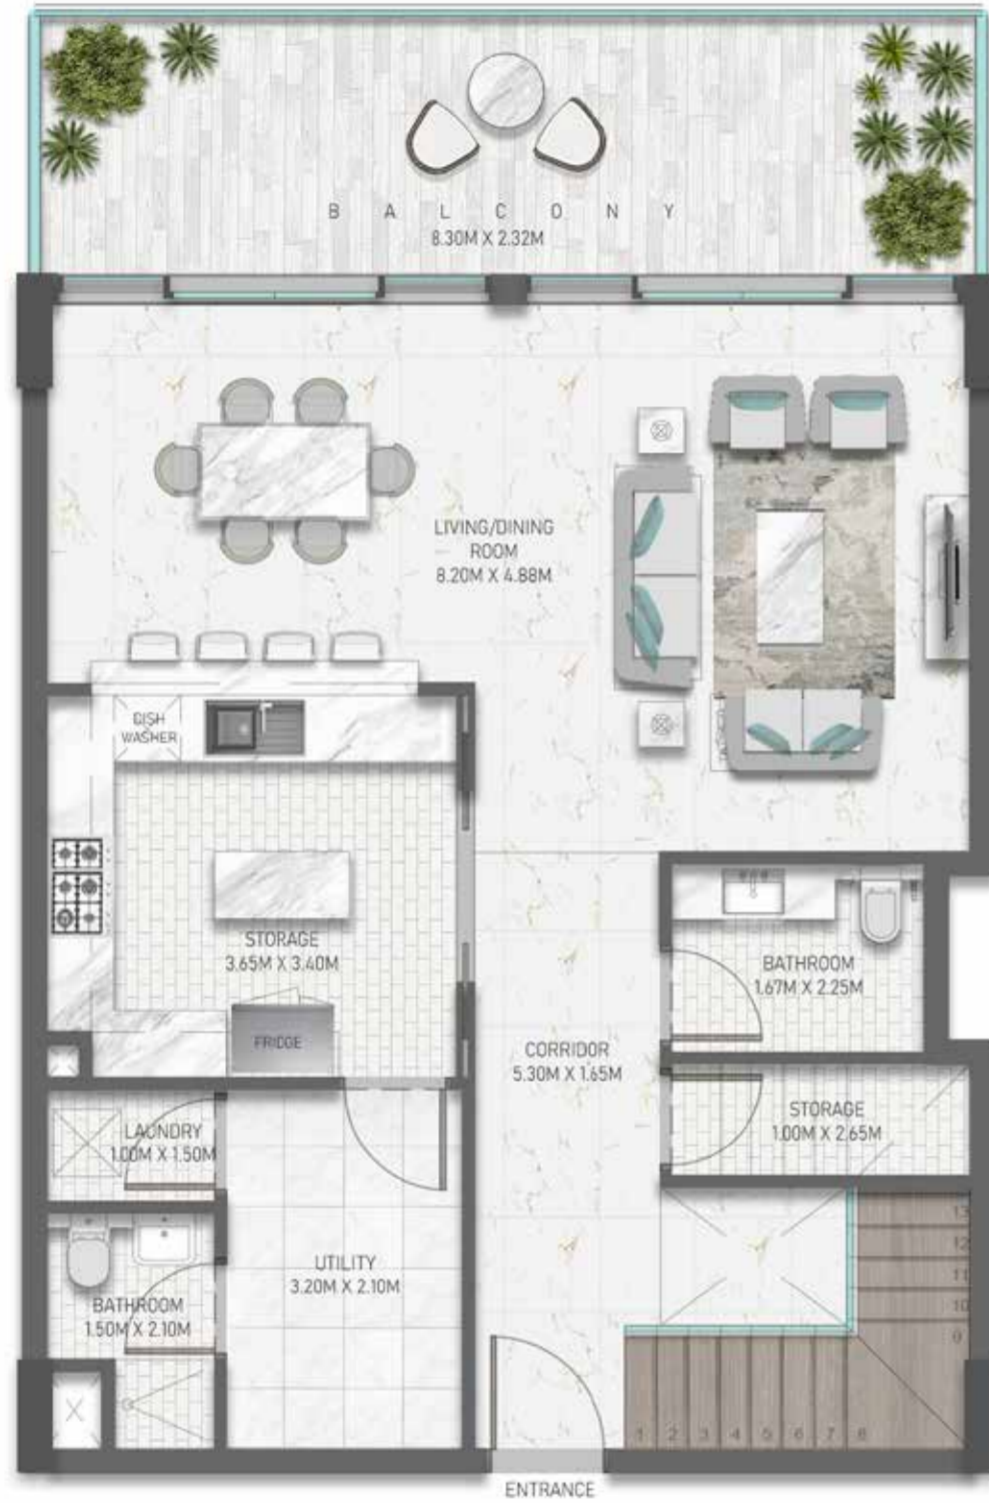 BALCONY
8.30M X 2.32M
LIVING/DINING
ROOM
8.20M X 4.88M
DISH
WASHER
STORAGE
3.65M X 3.40M
FRIDGE
BATHROOM
1.67M X 2.25M
CORRIDOR
5.30M X 1.65M
STORAGE
1.00M X 2.65M
LAUNDRY
1.00M X 1.50M
UTILITY
3.20M X 2.10M
BATHROOM
1.50M X 2.10M
13
12
11
10
9
1 2 3 4 5 6 7 8
ENTRANCE